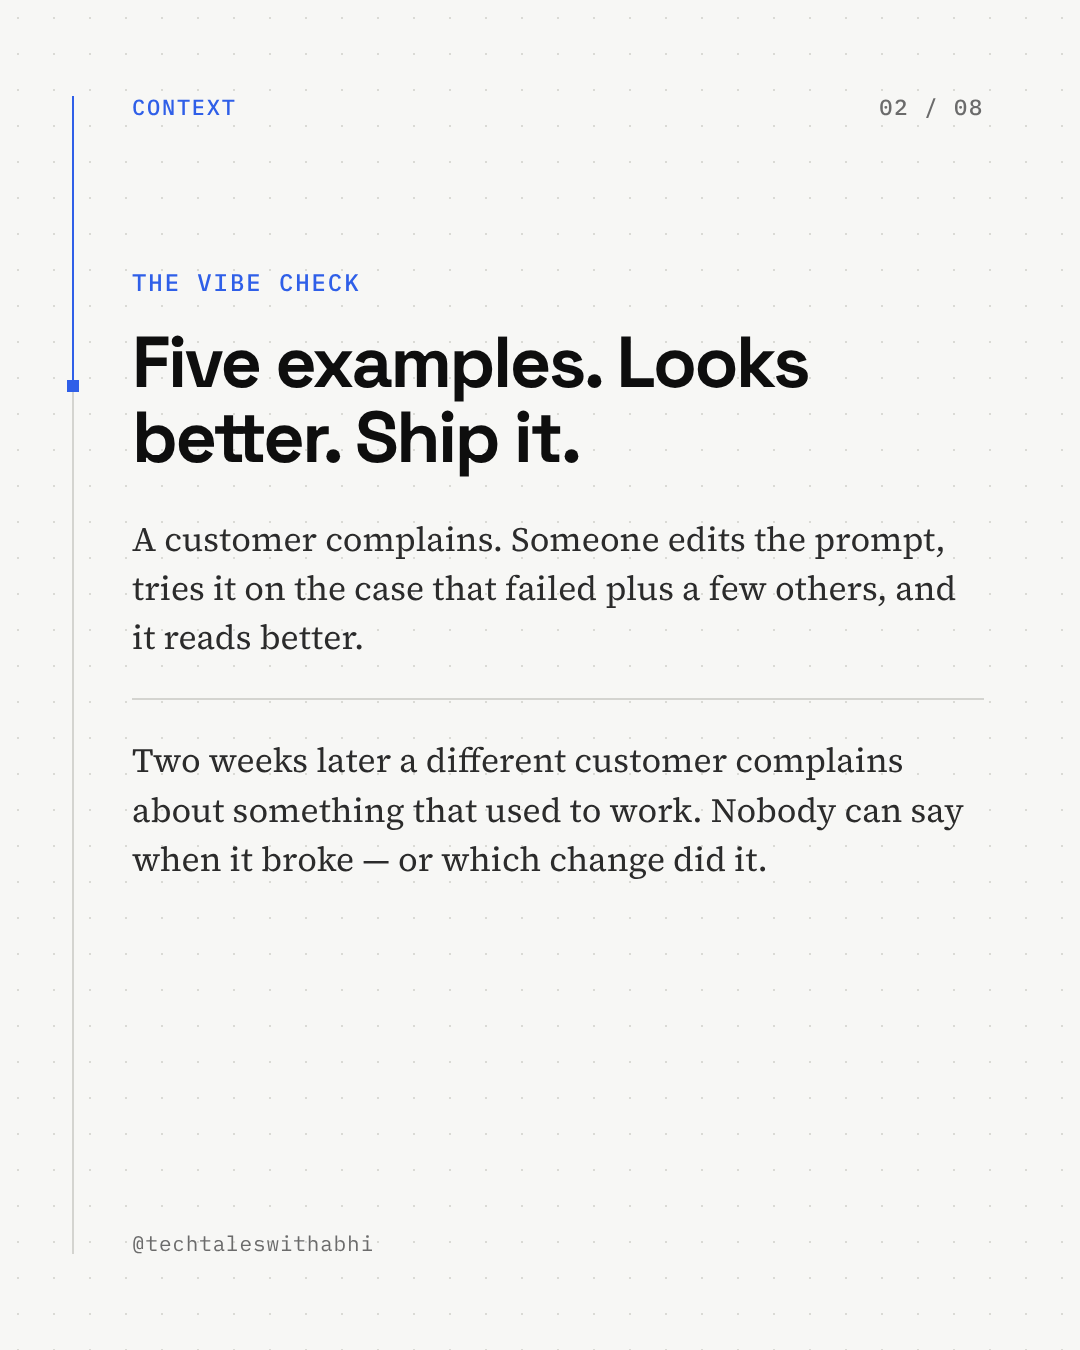 CONTEXT
02 / 08
THE VIBE CHECK
Five examples. Looks
better. Ship it.
A customer complains. Someone edits the prompt,
tries it on the case that failed plus a few others, and
it reads better.
Two weeks later a different customer complains
about something that used to work. Nobody can say
when it broke — or which change did it.
@techtaleswithabhi